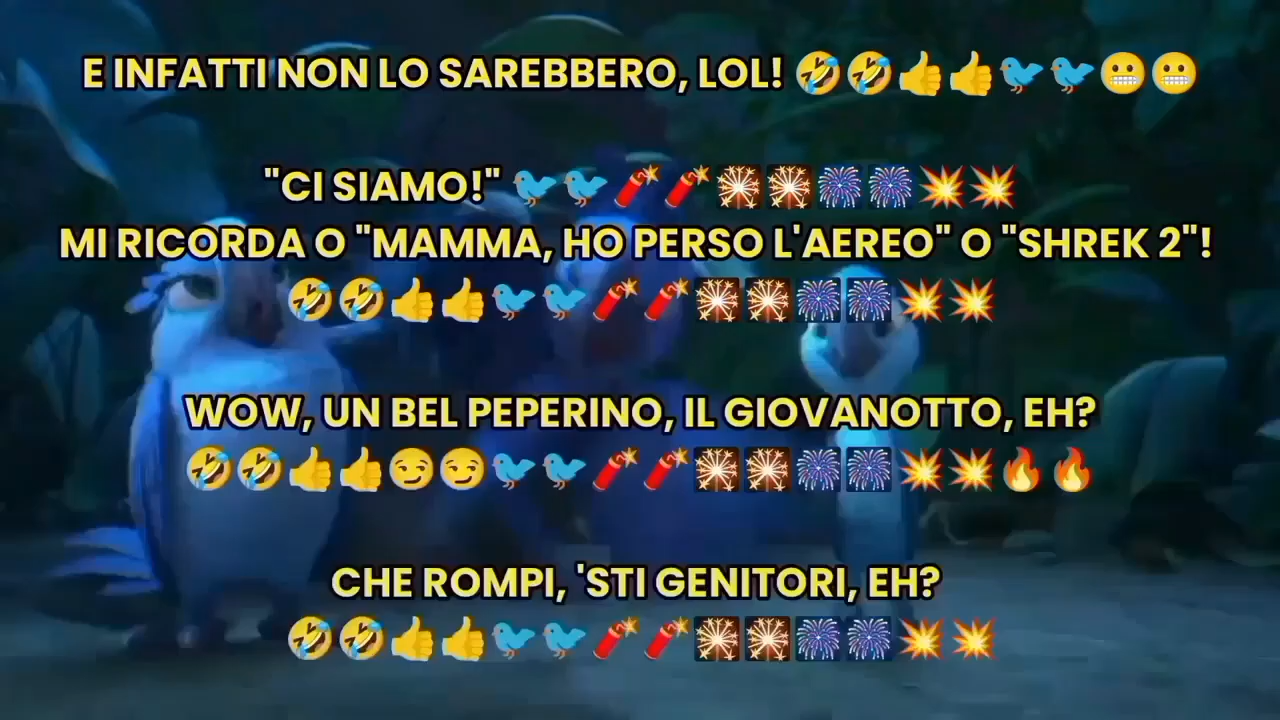 E INFATTI NON LO SAREBBERO, LOL! 🤣🤣👍👍🐦🐦😬😬
"CI SIAMO!" 🐦🐦🧨🧨🎇🎇🎆🎆💥💥
MI RICORDA O "MAMMA, HO PERSO L'AEREO" O "SHREK 2"!
🤣🤣👍👍🐦🐦🧨🧨🎇🎇🎆🎆💥💥
WOW, UN BEL PEPERINO, IL GIOVANOTTO, EH?
🤣🤣👍👍😏😏🐦🐦🧨🧨🎇🎇🎆🎆💥💥🔥🔥
CHE ROMPI, 'STI GENITORI, EH?
🤣🤣👍👍🐦🐦🧨🧨🎇🎇🎆🎆💥💥